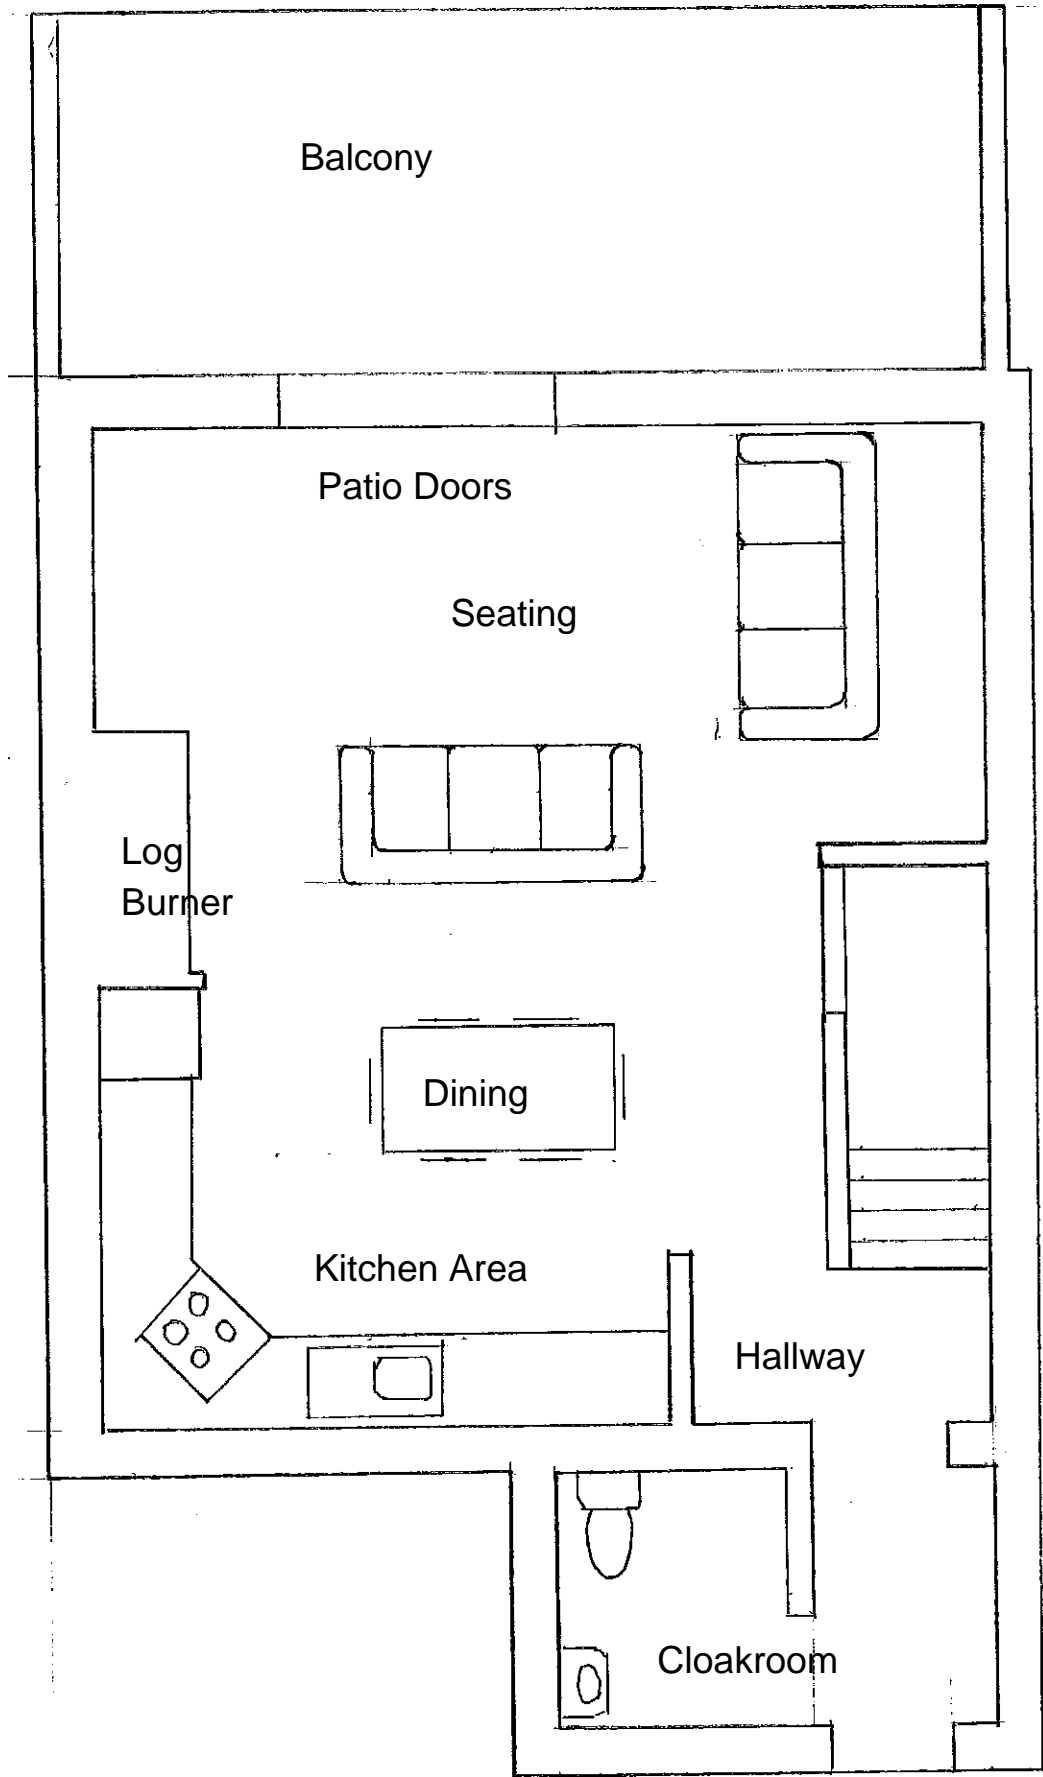 Balcony
Patio Doors
Seating
Log
Burner
Dining
Kitchen Area
Hallway
Cloakroom